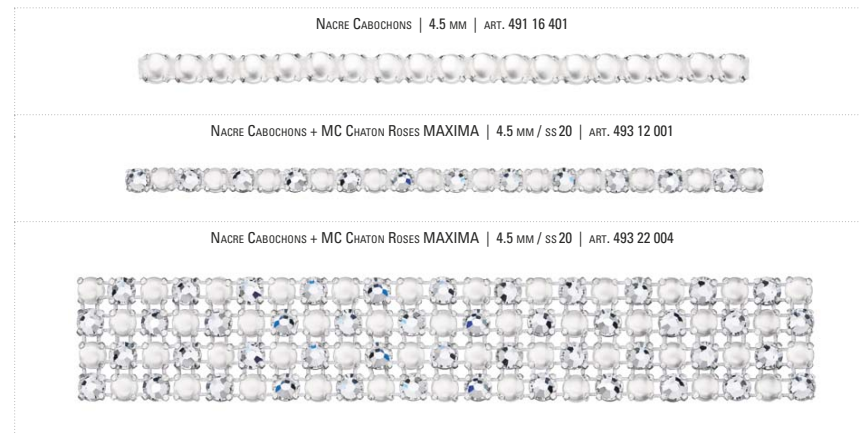 Nacre Cabochons | 4.5 mm | art. 491 16 401
Nacre Cabochons + MC Chaton Roses MAXIMA | 4.5 mm / ss 20 | art. 493 12 001
Nacre Cabochons + MC Chaton Roses MAXIMA | 4.5 mm / ss 20 | art. 493 22 004